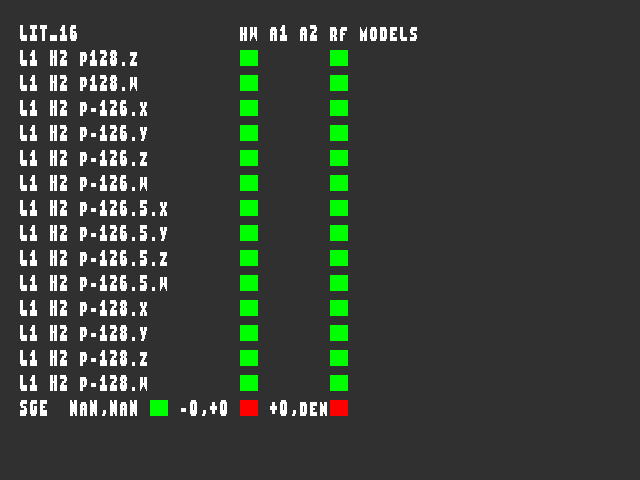 LIT_16 HW A1 A2 RF MODELS
L1 H2 P128.Z
L1 H2 P128.W
L1 H2 P-126.X
L1 H2 P-126.Y
L1 H2 P-126.Z
L1 H2 P-126.W
L1 H2 P-126.5.X
L1 H2 P-126.5.Y
L1 H2 P-126.5.Z
L1 H2 P-126.5.W
L1 H2 P-128.X
L1 H2 P-128.Y
L1 H2 P-128.Z
L1 H2 P-128.W
SGE NAN,NAN -0,+0 +0,DEN